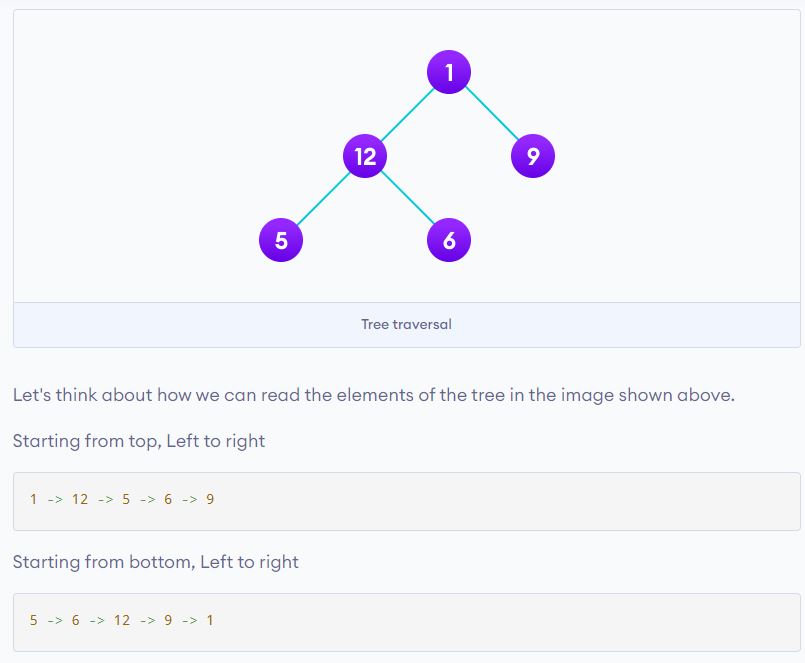 1
12
9
5
6
Tree traversal
Let's think about how we can read the elements of the tree in the image shown above.
Starting from top, Left to right
1 -> 12 -> 5 -> 6 -> 9
Starting from bottom, Left to right
5 -> 6 -> 12 -> 9 -> 1